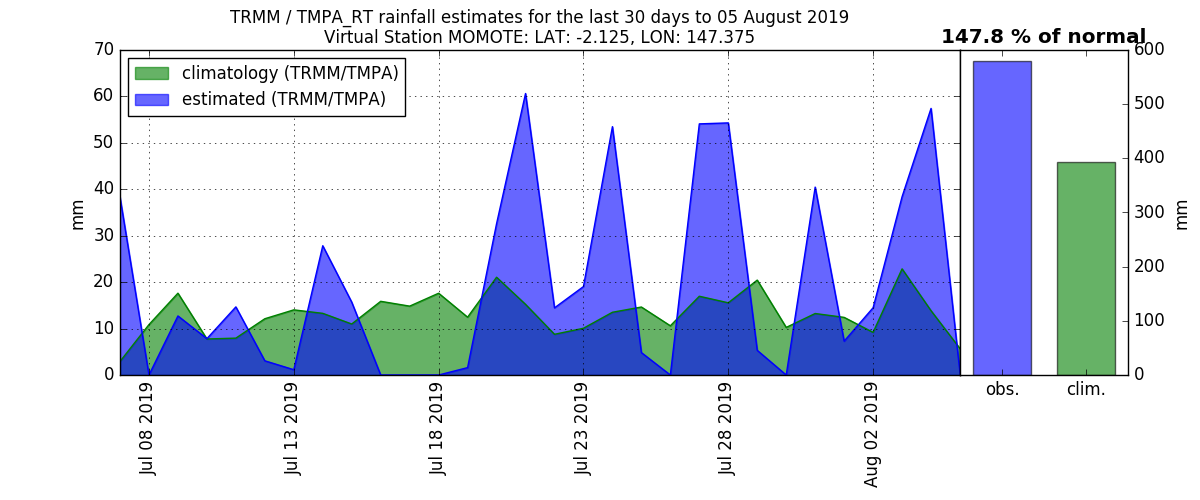 TRMM / TMPA_RT rainfall estimates for the last 30 days to 05 August 2019
Virtual Station MOMOTE: LAT: -2.125, LON: 147.375
147.8 % of normal
climatology (TRMM/TMPA)
estimated (TRMM/TMPA)
70
60
50
40
30
20
10
0
mm
Jul 08 2019
Jul 13 2019
Jul 18 2019
Jul 23 2019
Jul 28 2019
Aug 02 2019
obs.
clim.
600
500
400
300
200
100
0
mm